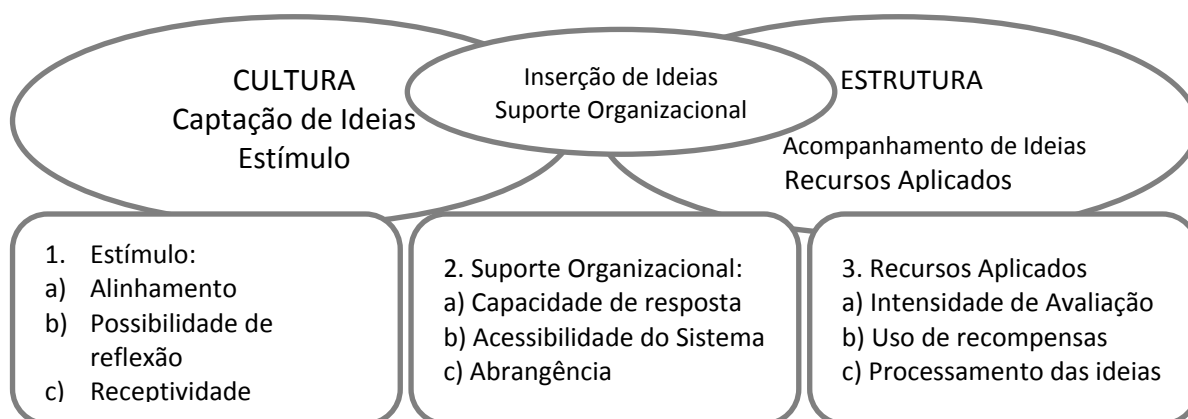 CULTURA
Captação de Ideias
Estímulo
Inserção de Ideias
Suporte Organizacional
ESTRUTURA
Acompanhamento de Ideias
Recursos Aplicados
1. Estímulo:
a) Alinhamento
b) Possibilidade de
reflexão
c) Receptividade
2. Suporte Organizacional:
a) Capacidade de resposta
b) Acessibilidade do Sistema
c) Abrangência
3. Recursos Aplicados
a) Intensidade de Avaliação
b) Uso de recompensas
c) Processamento das ideias